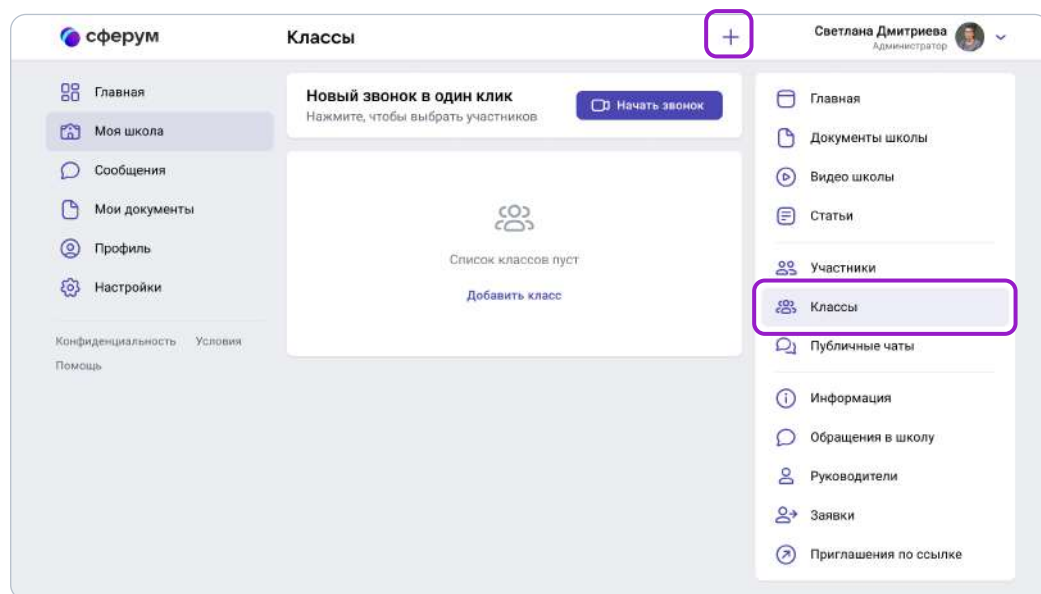 сферум
Классы
Светлана Дмитриева
Администратор
Главная
Моя школа
Сообщения
Мои документы
Профиль
Настройки
Конфиденциальность Условия
Помощь
Новый звонок в один клик
Нажмите, чтобы выбрать участников
Начать звонок
Список классов пуст
Добавить класс
Главная
Документы школы
Видео школы
Статьи
Участники
Классы
Публичные чаты
Информация
Обращения в школу
Руководители
Заявки
Приглашения по ссылке